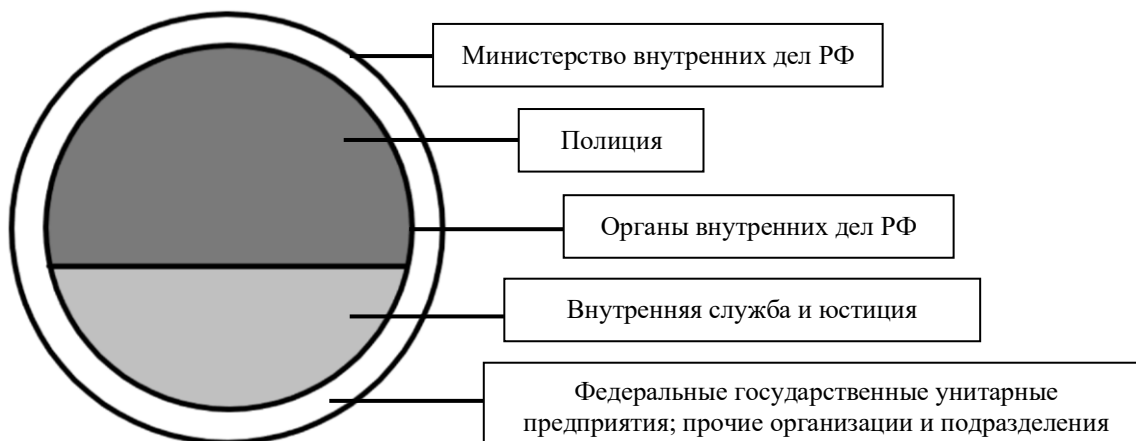 Министерство внутренних дел РФ
Полиция
Органы внутренних дел РФ
Внутренняя служба и юстиция
Федеральные государственные унитарные
предприятия; прочие организации и подразделения